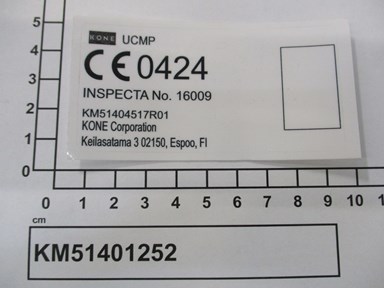 5
4
3
2
1
0
KONE UCMP
CE 0424
INSPECTA No. 16009
KM51404517R01
KONE Corporation
Keilasatama 3 02150, Espoo, FI
0 1 2 3 4 5 6 7 8 9 10
cm
KM51401252